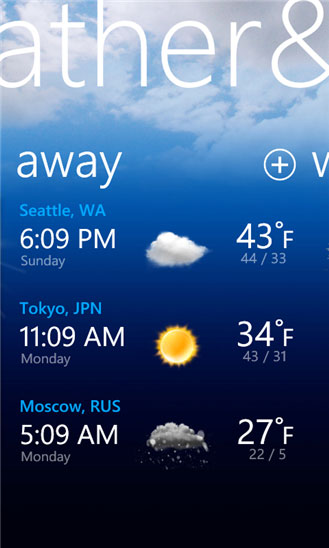 ather&
away
Seattle, WA
6:09 PM 43°F
Sunday 44 / 33
Tokyo, JPN
11:09 AM 34°F
Monday 43 / 31
Moscow, RUS
5:09 AM 27°F
Monday 22 / 5